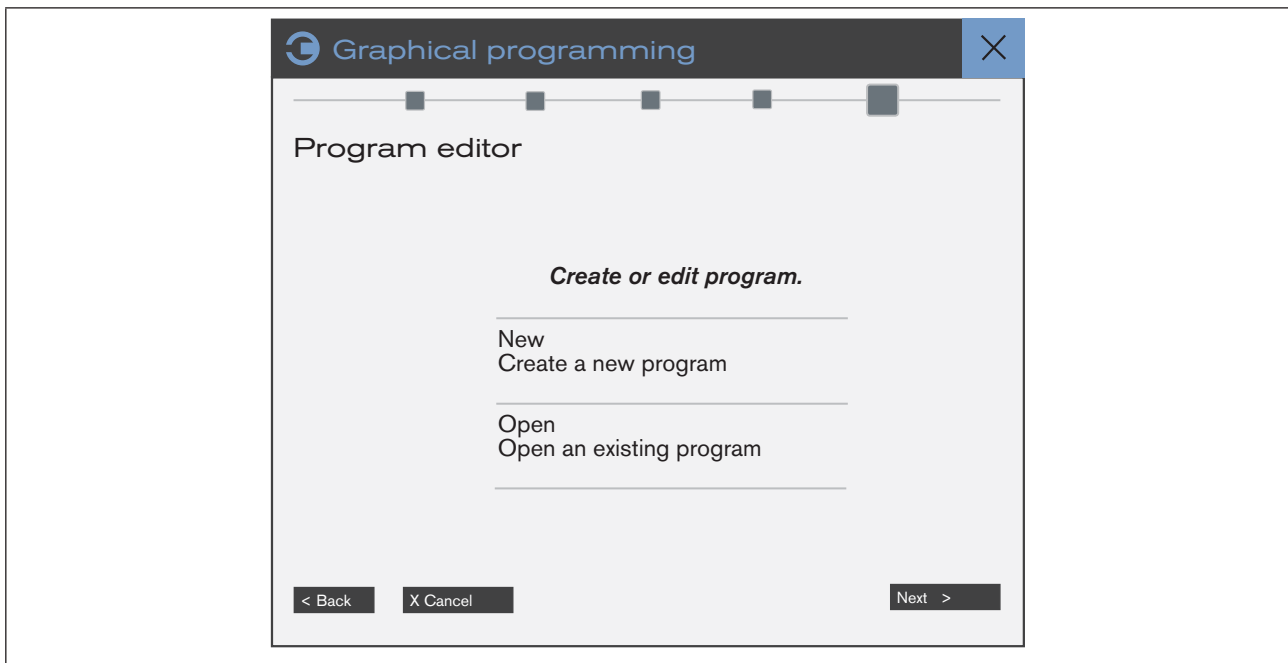 Graphical programming
Program editor
Create or edit program.
New
Create a new program
Open
Open an existing program
< Back
X Cancel
Next >